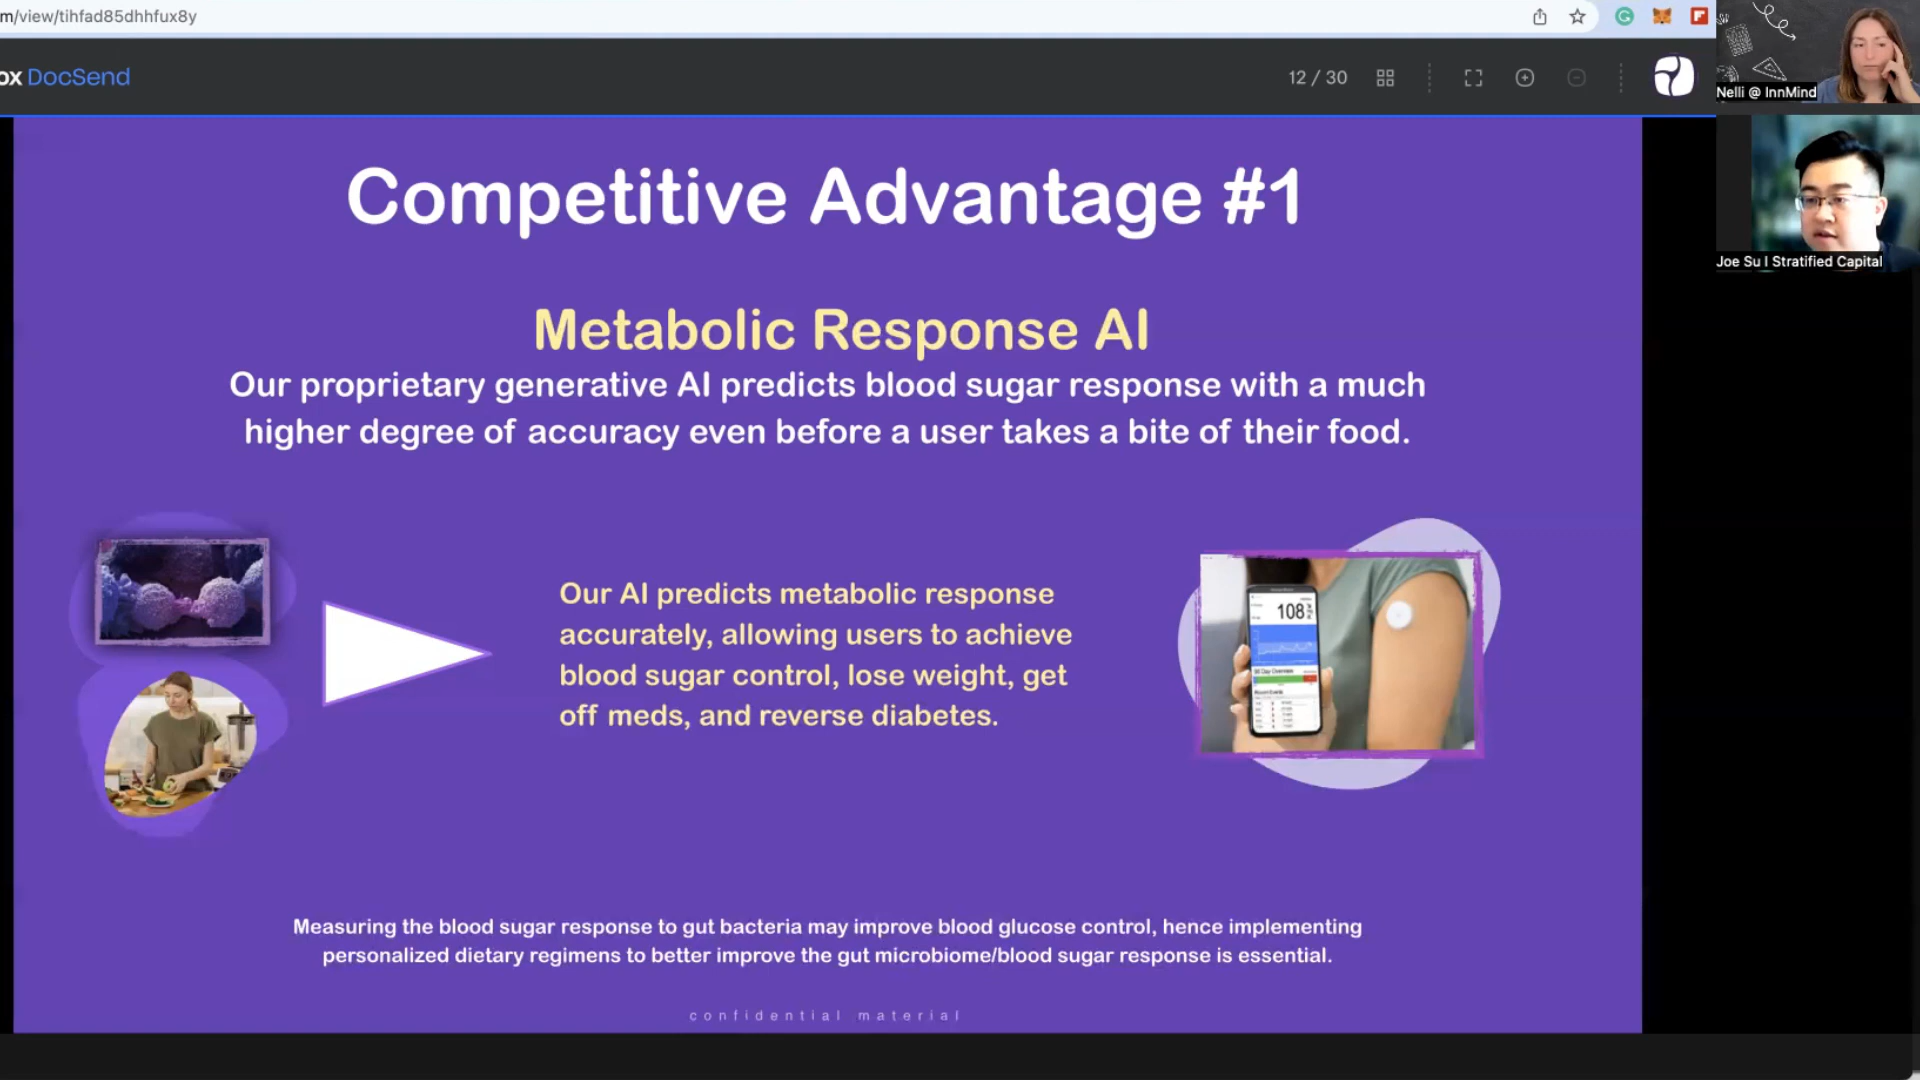 m/view/tihfad85dhhfux8y
ox DocSend
12 / 30
Nelli @ InnMind
Joe Su I Stratified Capital
Competitive Advantage #1
Metabolic Response AI
Our proprietary generative AI predicts blood sugar response with a much
higher degree of accuracy even before a user takes a bite of their food.
Our AI predicts metabolic response
accurately, allowing users to achieve
blood sugar control, lose weight, get
off meds, and reverse diabetes.
108
Measuring the blood sugar response to gut bacteria may improve blood glucose control, hence implementing
personalized dietary regimens to better improve the gut microbiome/blood sugar response is essential.
confidential material